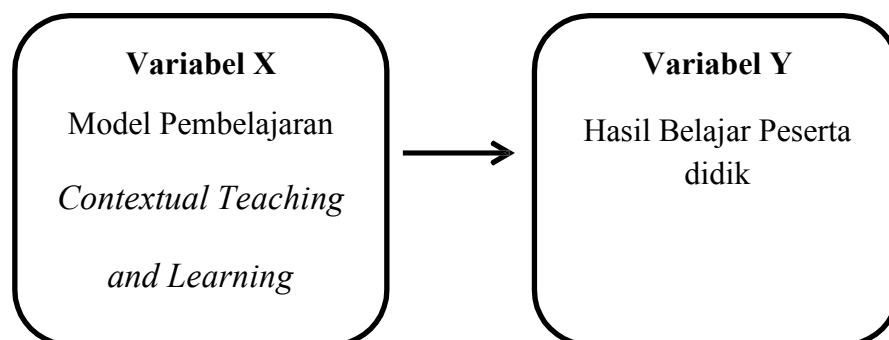 Variabel X
Model Pembelajaran
Contextual Teaching
and Learning
Variabel Y
Hasil Belajar Peserta
didik